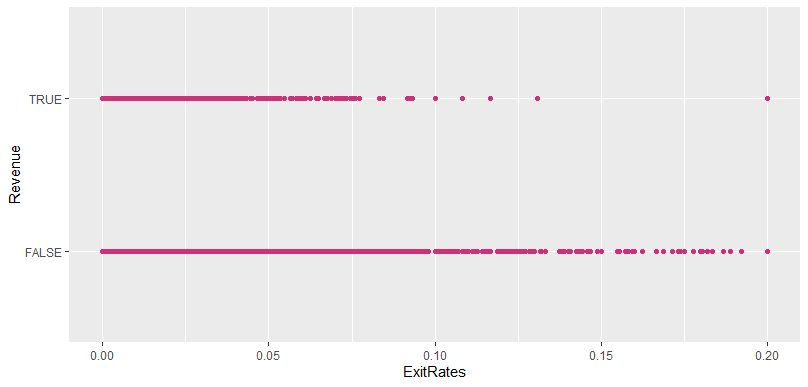 Revenue
TRUE
FALSE
0.00 0.05 0.10 0.15 0.20
ExitRates